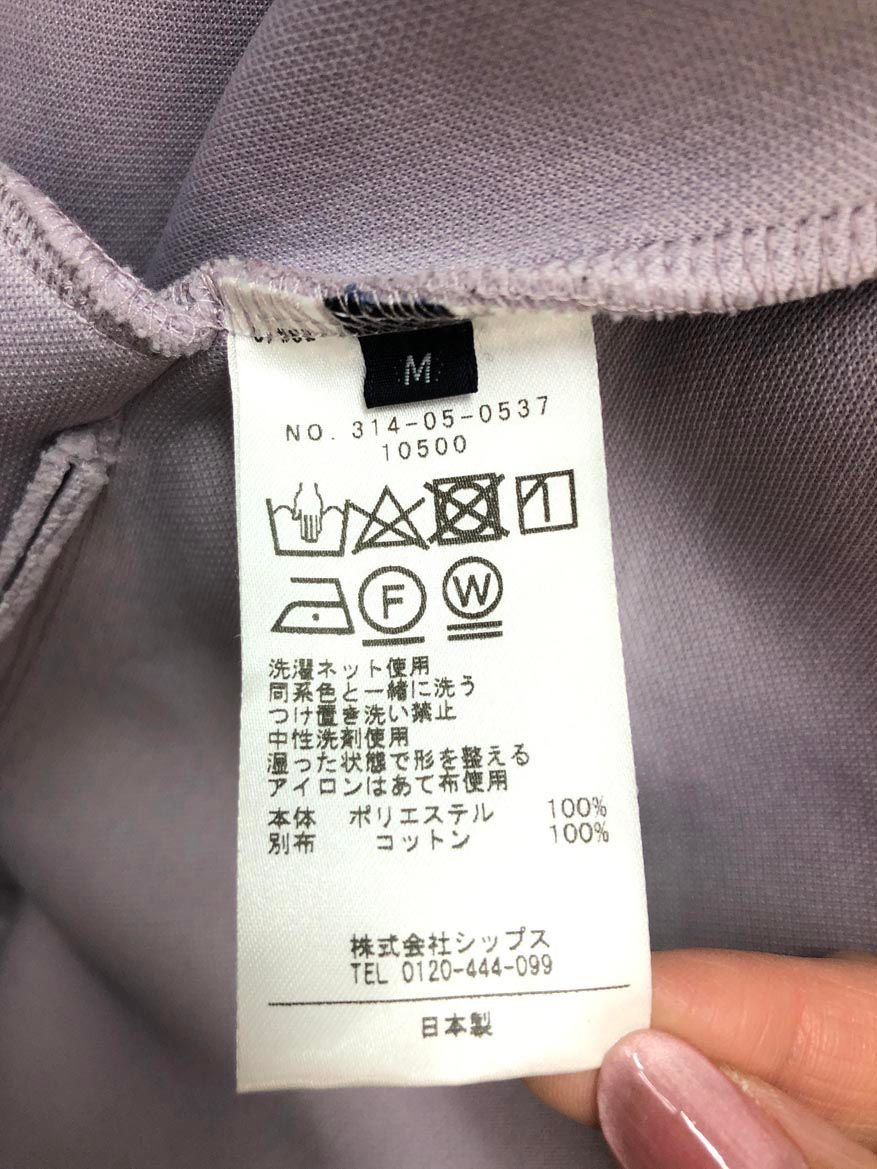 M
NO. 314-05-0537
10500
F
W
洗濯ネット使用
同系色と一緒に洗う
つけ置き洗い禁止
中性洗剤使用
湿った状態で形を整える
アイロンはあて布使用
本体 ポリエステル 100%
別布 コットン 100%
株式会社シップス
TEL 0120-444-099
日本製